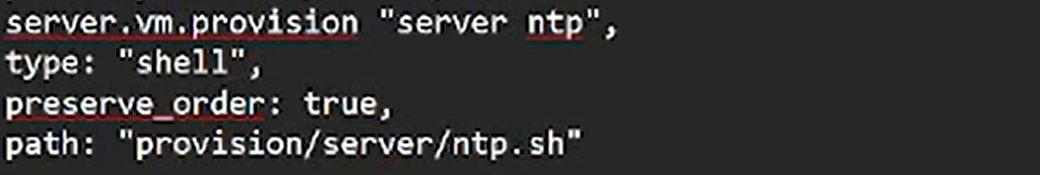 server.vm.provision "server ntp",
type: "shell",
preserve_order: true,
path: "provision/server/ntp.sh"